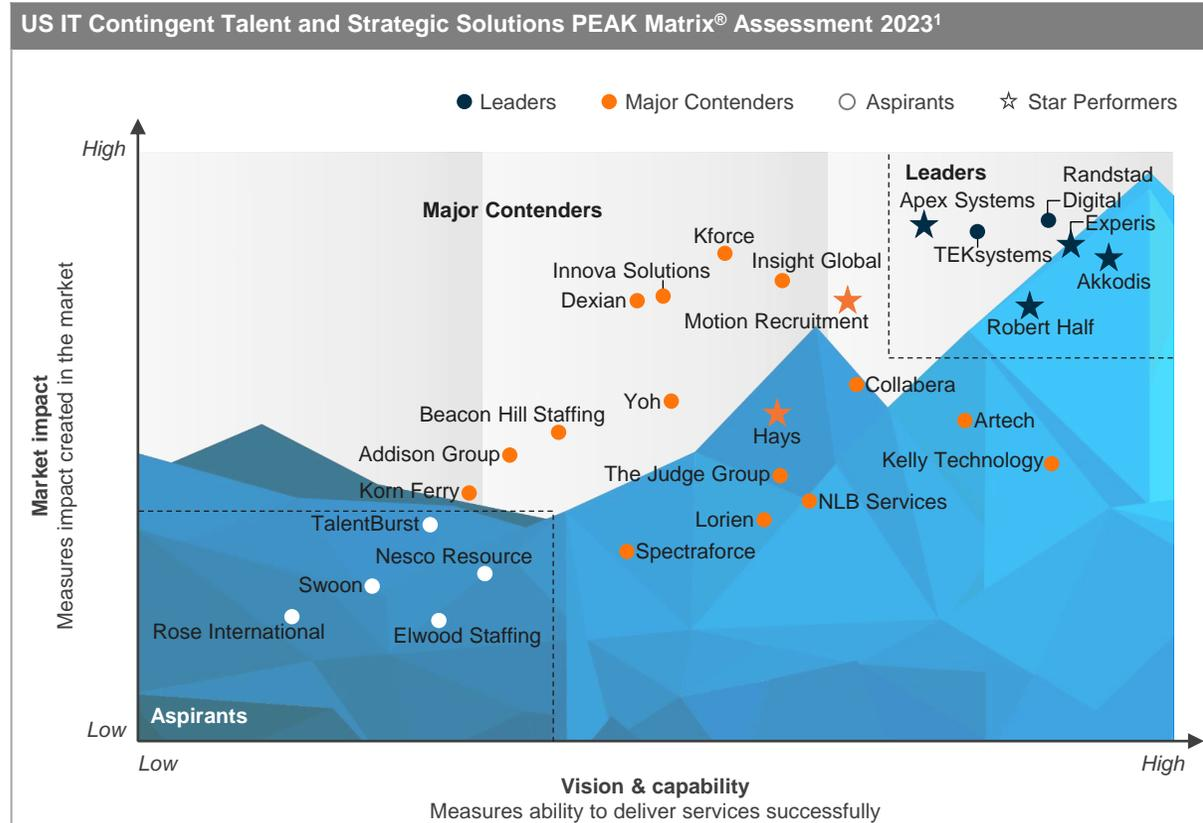 US IT Contingent Talent and Strategic Solutions PEAK Matrix® Assessment 2023¹
Leaders
Major Contenders
Aspirants
Star Performers
High
Leaders
Randstad
Digital
Apex Systems
Experis
TEKsystems
Akkodis
Robert Half
Major Contenders
Kforce
Insight Global
Innova Solutions
Dexian
Motion Recruitment
Collabera
Yoh
Beacon Hill Staffing
Hays
Artech
Addison Group
Kelly Technology
The Judge Group
Korn Ferry
NLB Services
Lorien
TalentBurst
Spectraforce
Nesco Resource
Swoon
Rose International
Elwood Staffing
Aspirants
Market impact
Measures impact created in the market
Low
Low
High
Vision & capability
Measures ability to deliver services successfully